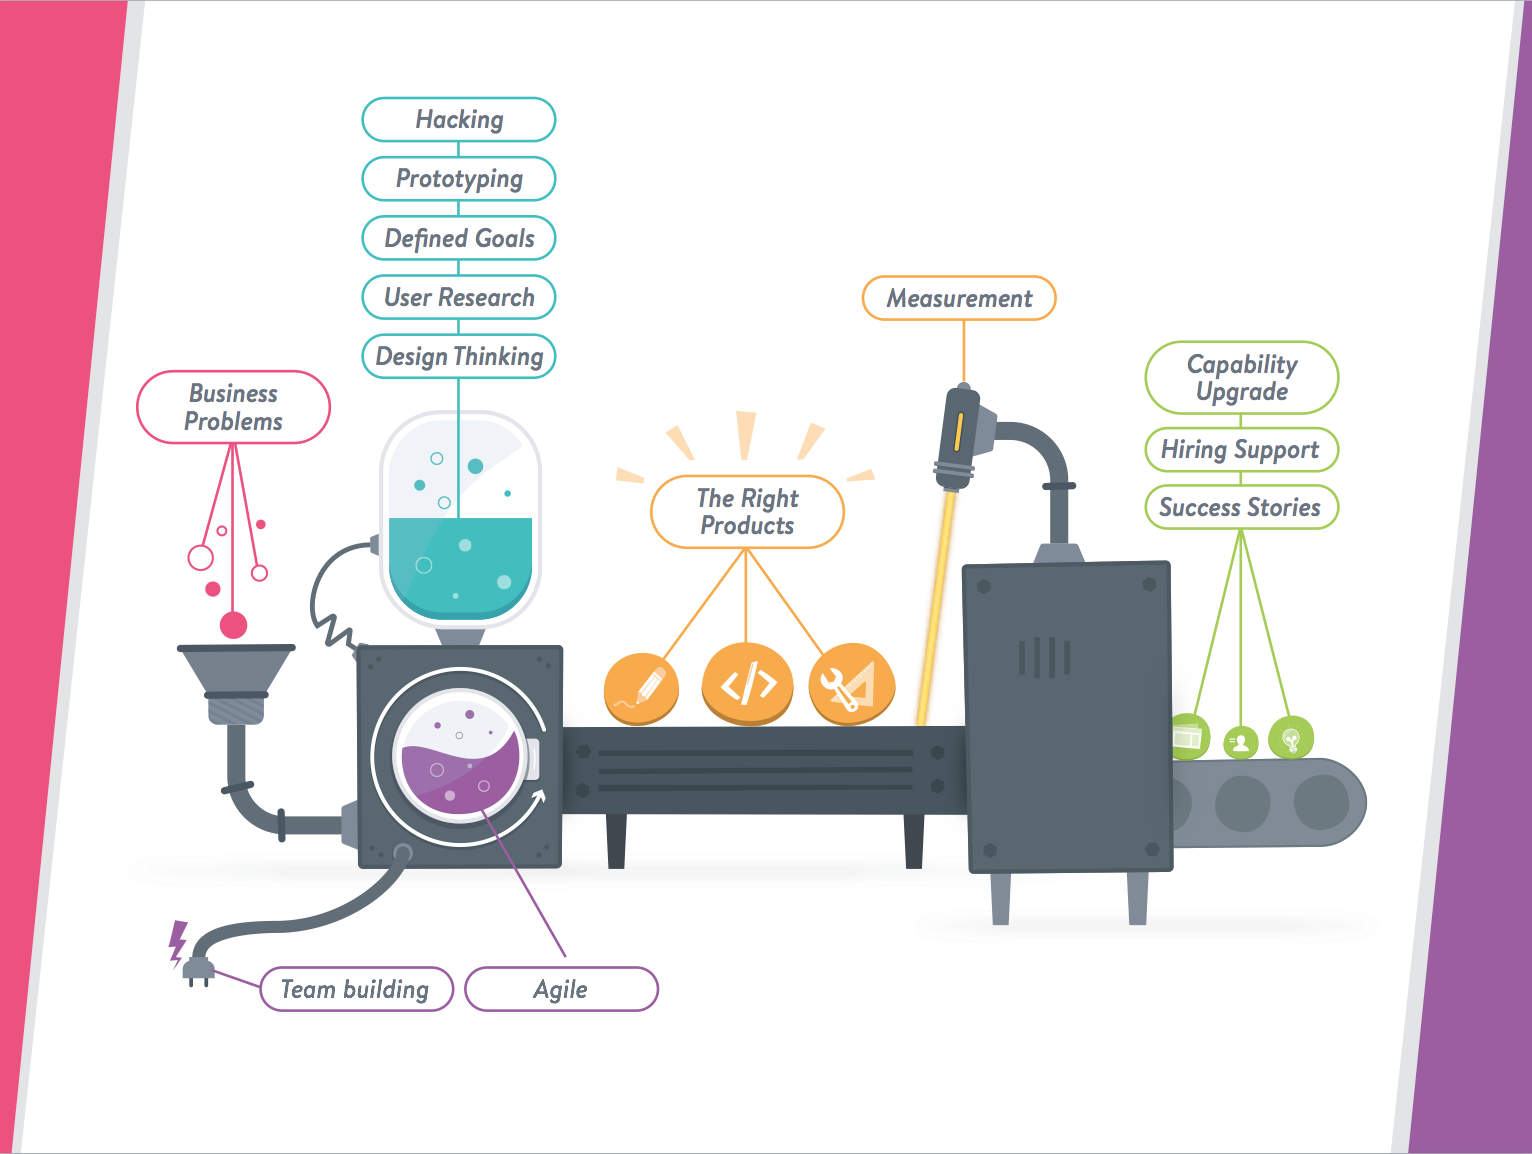 Hacking
Prototyping
Defined Goals
User Research
Design Thinking
Business
Problems
Measurement
The Right
Products
Capability
Upgrade
Hiring Support
Success Stories
Team building
Agile